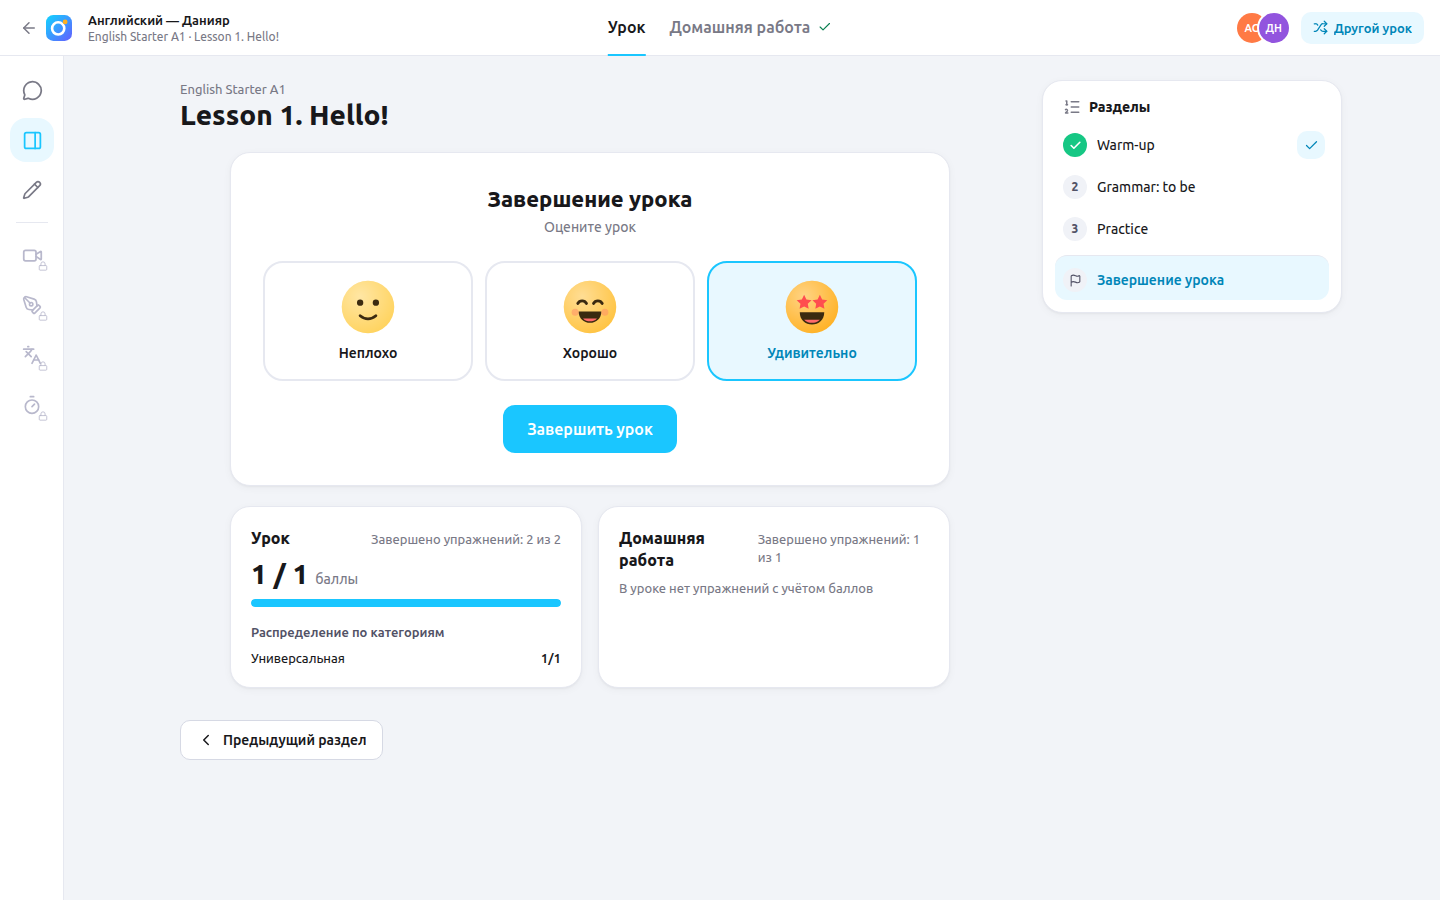 Английский — Данияр
English Starter A1 · Lesson 1. Hello!
Урок
Домашняя работа
АС
ДН
Другой урок
English Starter A1
Lesson 1. Hello!
Завершение урока
Оцените урок
Неплохо
Хорошо
Удивительно
Завершить урок
Урок
Завершено упражнений: 2 из 2
1 / 1 баллы
Распределение по категориям
Универсальная
1/1
Домашняя
работа
Завершено упражнений: 1
из 1
В уроке нет упражнений с учётом баллов
Предыдущий раздел
Разделы
Warm-up
2 Grammar: to be
3 Practice
Завершение урока